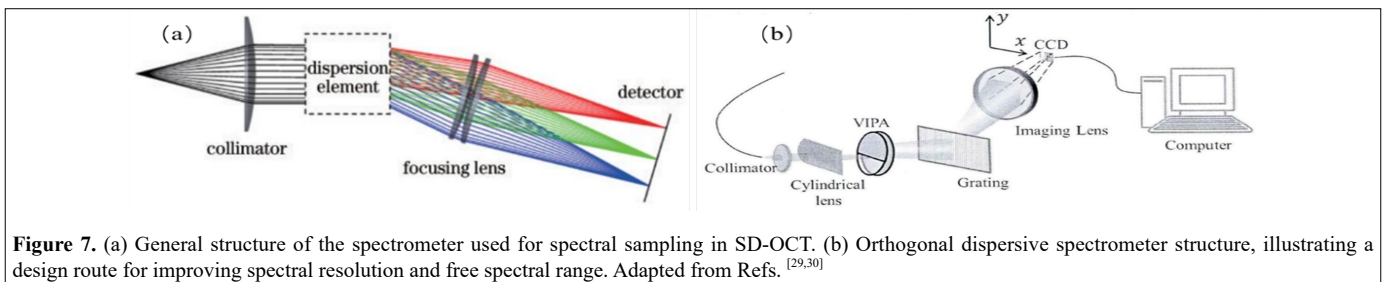 (a)
dispersion
element
detector
collimator
focusing lens
(b)
y
x
CCD
VIPA
Imaging Lens
Computer
Collimator
Cylindrical
lens
Grating
Figure 7. (a) General structure of the spectrometer used for spectral sampling in SD-OCT. (b) Orthogonal dispersive spectrometer structure, illustrating a
design route for improving spectral resolution and free spectral range. Adapted from Refs. [29,30]